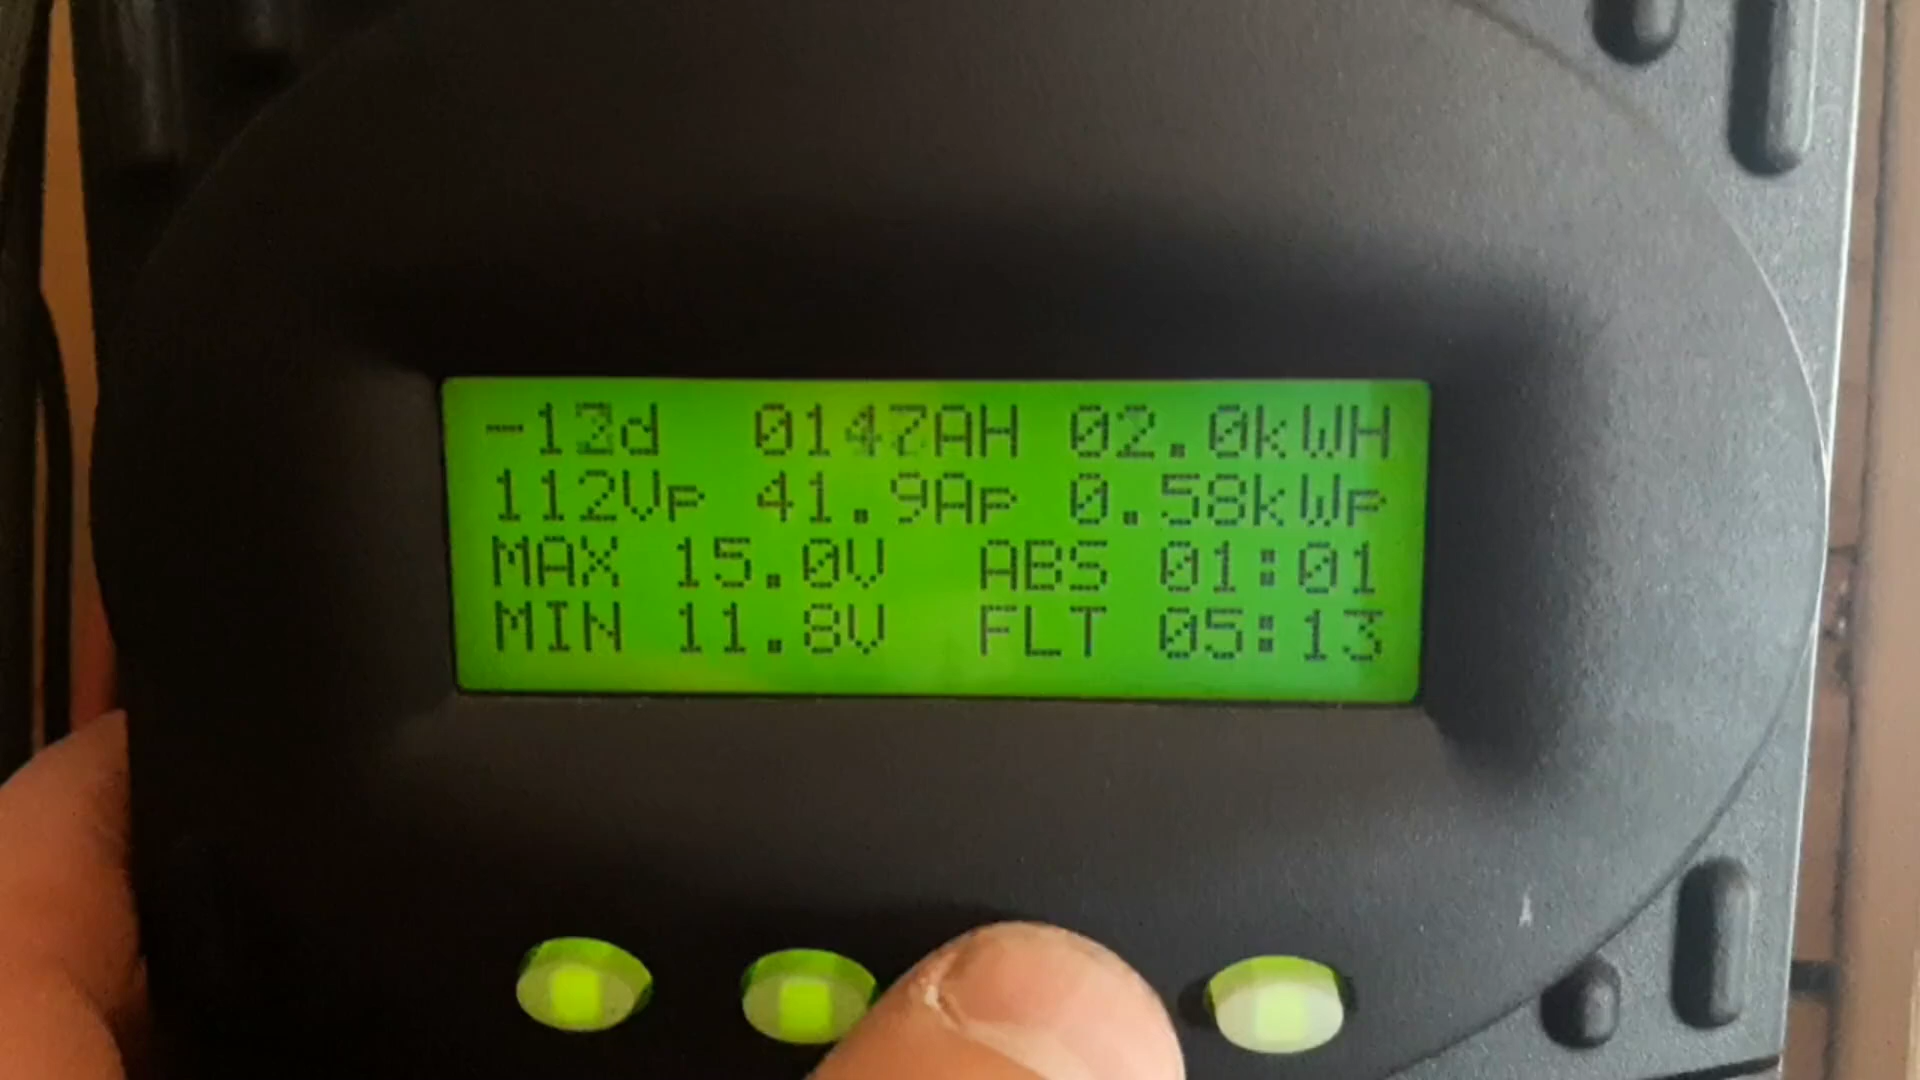 -12d 0147AH 02.0kWH
112Vp 41.9Ap 0.58kWp
MAX 15.0V ABS 01:01
MIN 11.8V FLT 05:13